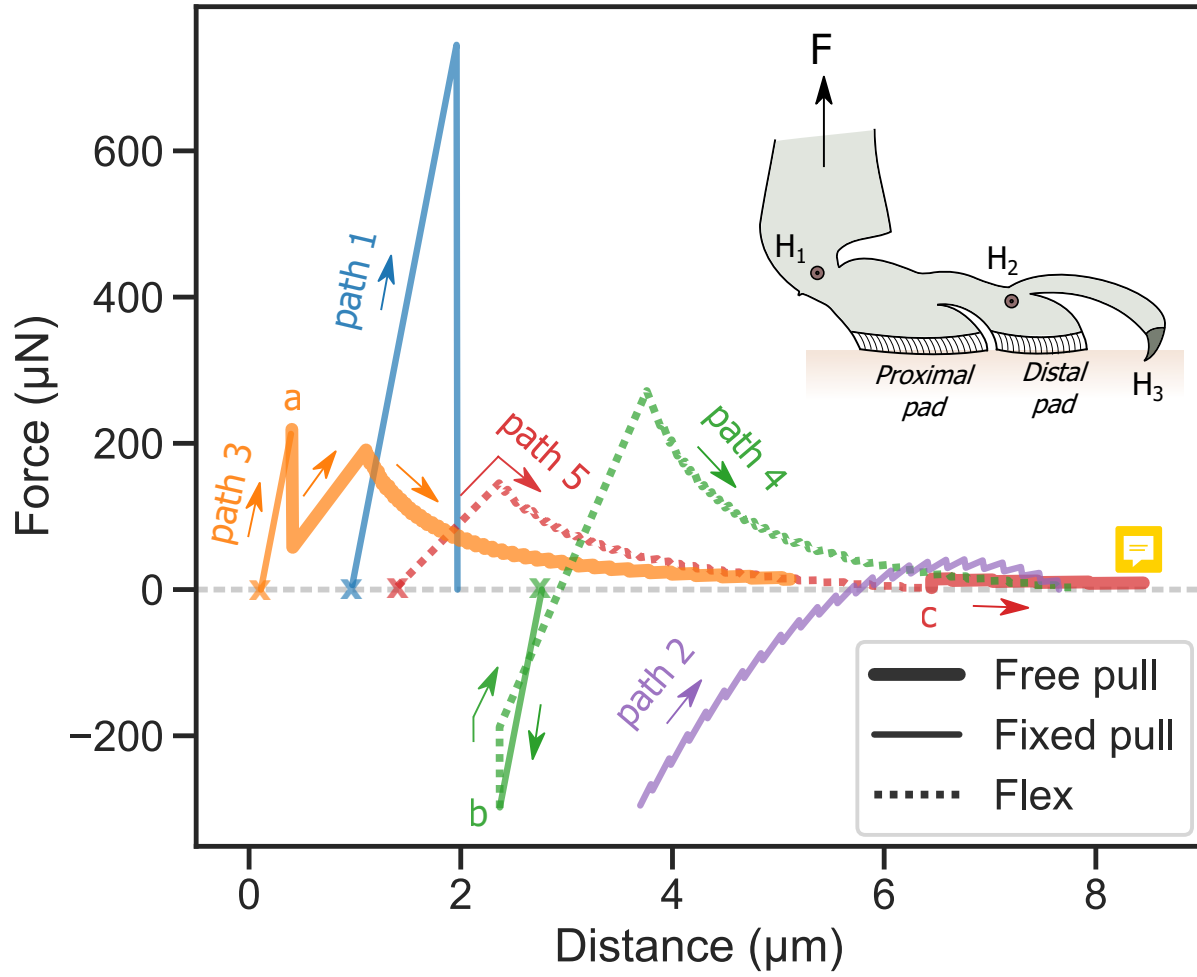 Force (μN)
600
400
200
0
−200
0
2
4
6
8
Distance (μm)
path 1
path 2
path 3
path 4
path 5
a
b
c
F
H1
H2
H3
Proximal
pad
Distal
pad
Free pull
Fixed pull
Flex